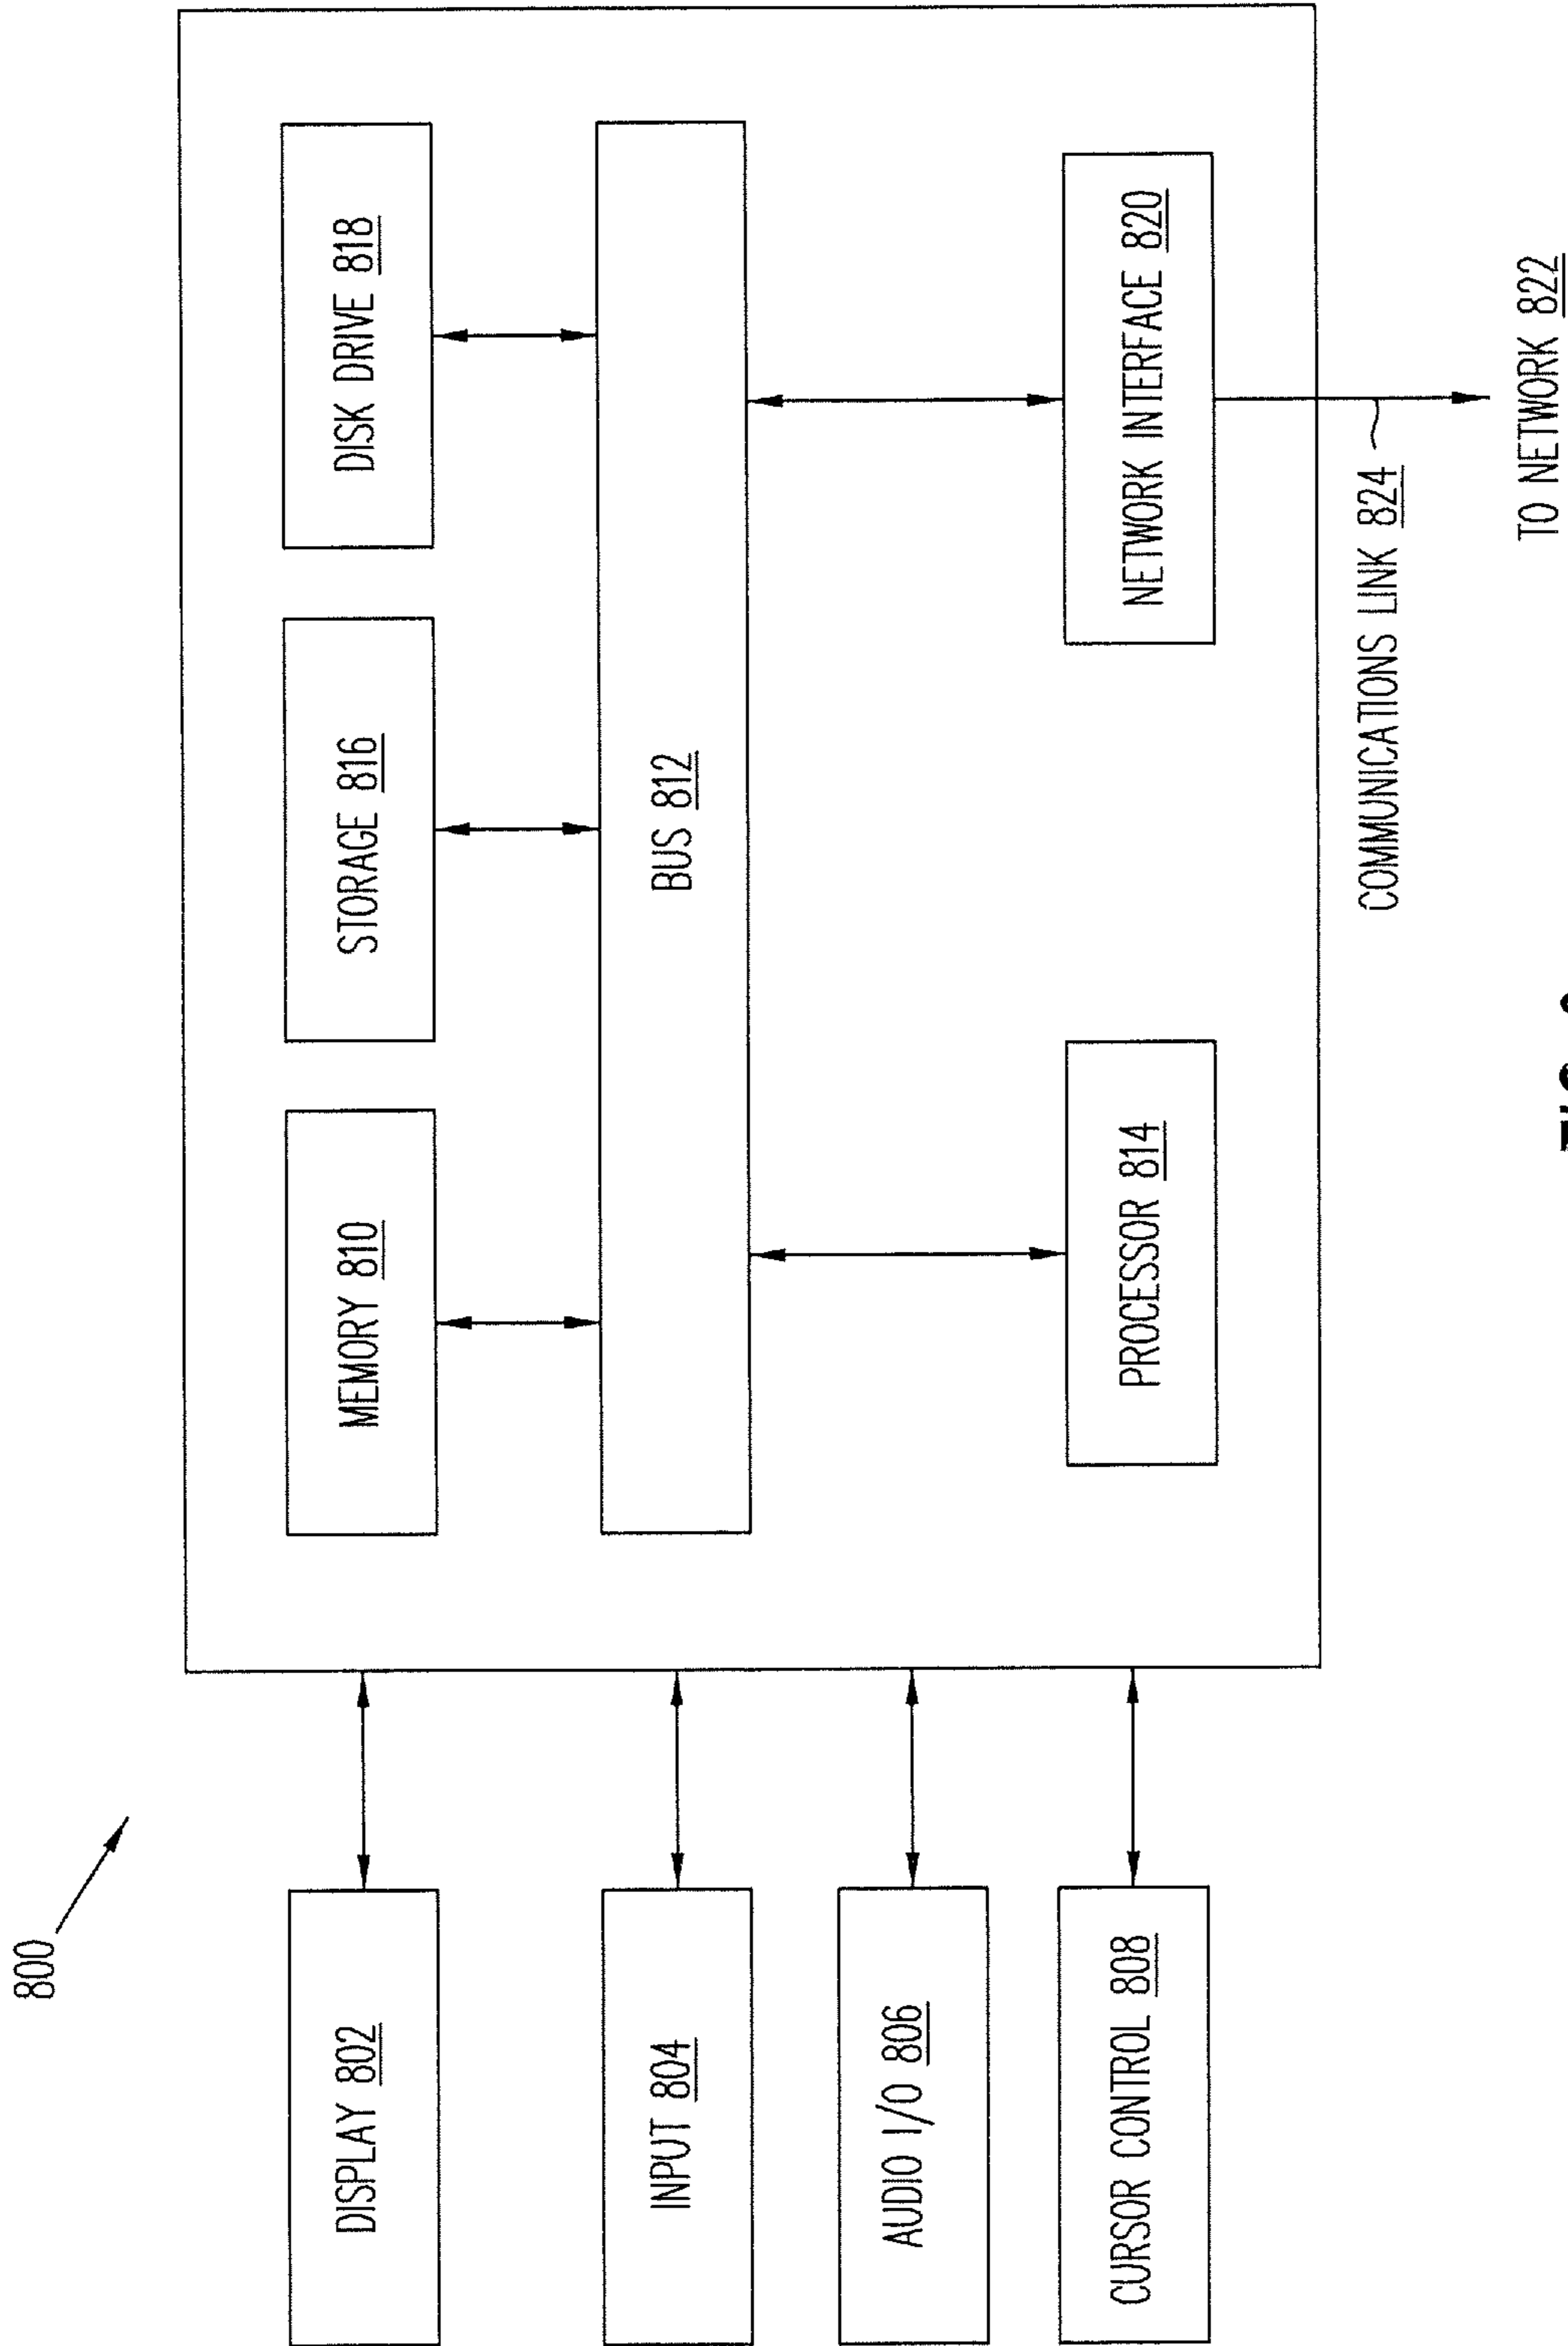 800
DISPLAY 802
INPUT 804
AUDIO I/O 806
CURSOR CONTROL 808
MEMORY 810
STORAGE 816
DISK DRIVE 818
BUS 812
PROCESSOR 814
NETWORK INTERFACE 820
COMMUNICATIONS LINK 824
TO NETWORK 822